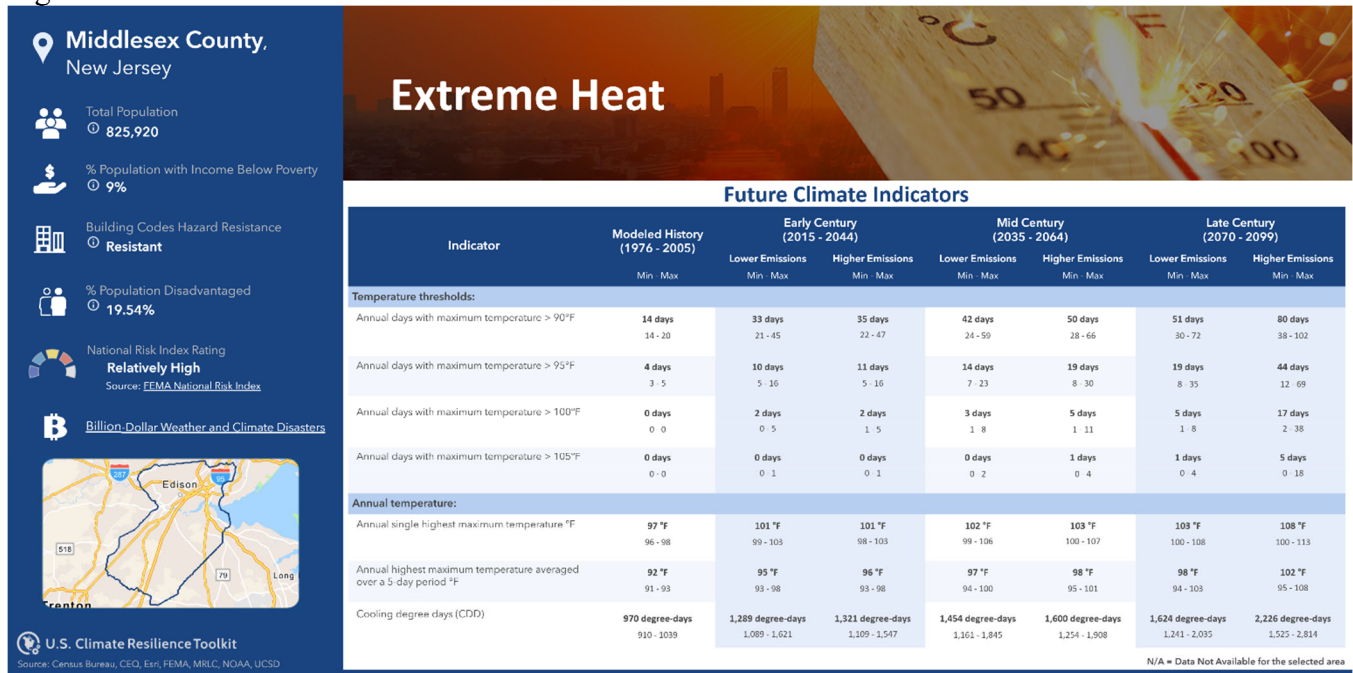 Middlesex County,
New Jersey
Total Population
825,920
% Population with Income Below Poverty
9%
Building Codes Hazard Resistance
Resistant
% Population Disadvantaged
19.54%
National Risk Index Rating
Relatively High
Source: FEMA National Risk Index
Billion-Dollar Weather and Climate Disasters
287
95
Edison
518
79
Long
Trenton
U.S. Climate Resilience Toolkit
Source: Census Bureau, CEQ, Esri, FEMA, MRLC, NOAA, UCSD
Extreme Heat
°C °F
50 120
40 100
Future Climate Indicators
Indicator Modeled History (1976 - 2005) Early Century (2015 - 2044) Mid Century (2035 - 2064) Late Century (2070 - 2099)
Lower Emissions Higher Emissions Lower Emissions Higher Emissions Lower Emissions Higher Emissions
Min - Max Min - Max Min - Max Min - Max Min - Max Min - Max Min - Max
Temperature thresholds:
Annual days with maximum temperature > 90°F 14 days 33 days 35 days 42 days 50 days 51 days 80 days
14 - 20 21 - 45 22 - 47 24 - 59 28 - 66 30 - 72 38 - 102
Annual days with maximum temperature > 95°F 4 days 10 days 11 days 14 days 19 days 19 days 44 days
3 - 5 5 - 16 5 - 16 7 - 23 8 - 30 8 - 35 12 - 69
Annual days with maximum temperature > 100°F 0 days 2 days 2 days 3 days 5 days 5 days 17 days
0 - 0 0 - 5 1 - 5 1 - 8 1 - 11 1 - 8 2 - 38
Annual days with maximum temperature > 105°F 0 days 0 days 0 days 0 days 1 days 1 days 5 days
0 - 0 0 - 1 0 - 1 0 - 2 0 - 4 0 - 4 0 - 18
Annual temperature:
Annual single highest maximum temperature °F 97 °F 101 °F 101 °F 102 °F 103 °F 103 °F 108 °F
96 - 98 99 - 103 98 - 103 99 - 106 100 - 107 100 - 108 100 - 113
Annual highest maximum temperature averaged over a 5-day period °F 92 °F 95 °F 96 °F 97 °F 98 °F 98 °F 102 °F
91 - 93 93 - 98 93 - 98 94 - 100 95 - 101 94 - 103 95 - 108
Cooling degree days (CDD) 970 degree-days 1,289 degree-days 1,321 degree-days 1,454 degree-days 1,600 degree-days 1,624 degree-days 2,226 degree-days
910 - 1039 1,089 - 1,621 1,109 - 1,547 1,161 - 1,845 1,254 - 1,908 1,241 - 2,035 1,525 - 2,814
N/A = Data Not Available for the selected area